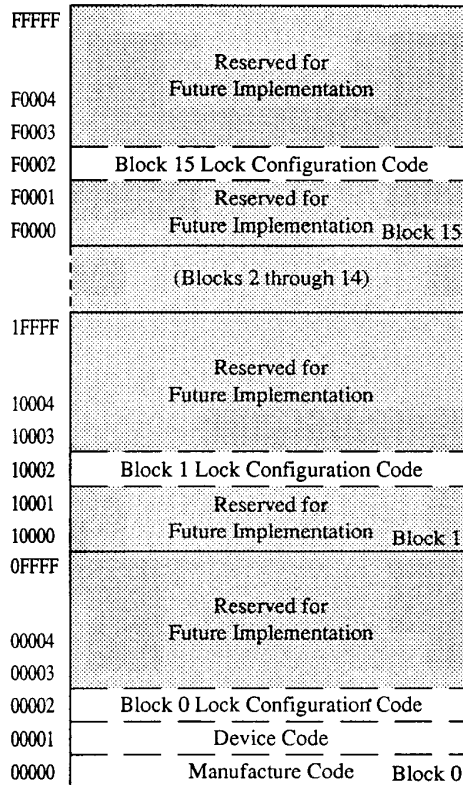 FFFFF
Reserved for
Future Implementation
F0004
F0003
F0002 Block 15 Lock Configuration Code
F0001 Reserved for
F0000 Future Implementation Block 15
(Blocks 2 through 14)
1FFFF
Reserved for
Future Implementation
10004
10003
10002 Block 1 Lock Configuration Code
10001 Reserved for
10000 Future Implementation Block 1
0FFFF
Reserved for
Future Implementation
00004
00003
00002 Block 0 Lock Configuration Code
00001 Device Code
00000 Manufacture Code Block 0